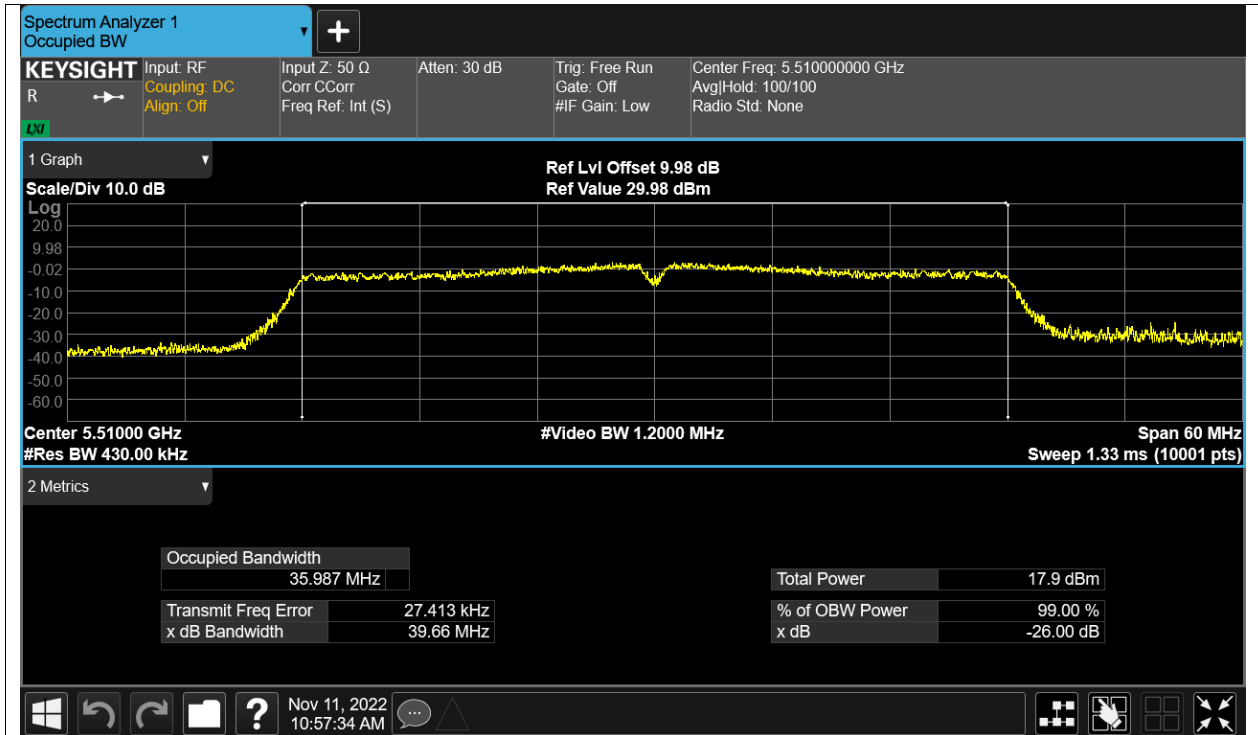 Spectrum Analyzer 1
Occupied BW
KEYSIGHT
R
LXI
Input: RF
Coupling: DC
Align: Off
Input Z: 50 Ω
Corr CCorr
Freq Ref: Int (S)
Atten: 30 dB
Trig: Free Run
Gate: Off
#IF Gain: Low
Center Freq: 5.510000000 GHz
Avg|Hold: 100/100
Radio Std: None
1 Graph
Scale/Div 10.0 dB
Ref Lvl Offset 9.98 dB
Ref Value 29.98 dBm
Log
20.0
9.98
-0.02
-10.0
-20.0
-30.0
-40.0
-50.0
-60.0
Center 5.51000 GHz
#Video BW 1.2000 MHz
Span 60 MHz
#Res BW 430.00 kHz
Sweep 1.33 ms (10001 pts)
2 Metrics
Occupied Bandwidth
35.987 MHz
Total Power 17.9 dBm
Transmit Freq Error 27.413 kHz
% of OBW Power 99.00 %
x dB Bandwidth 39.66 MHz
x dB -26.00 dB
?
Nov 11, 2022
10:57:34 AM